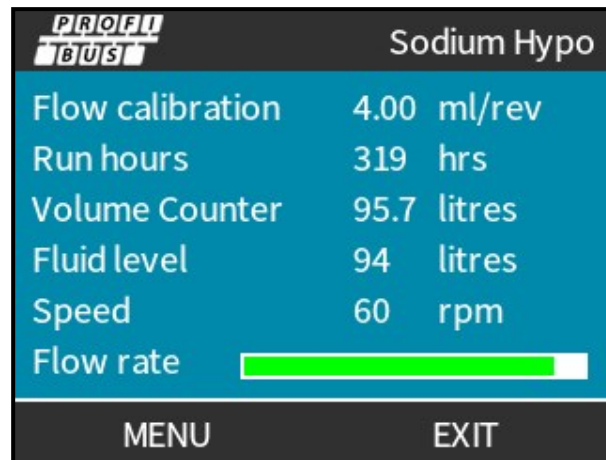 PROFI
BUS
Sodium Hypo
Flow calibration 4.00 ml/rev
Run hours 319 hrs
Volume Counter 95.7 litres
Fluid level 94 litres
Speed 60 rpm
Flow rate
MENU EXIT